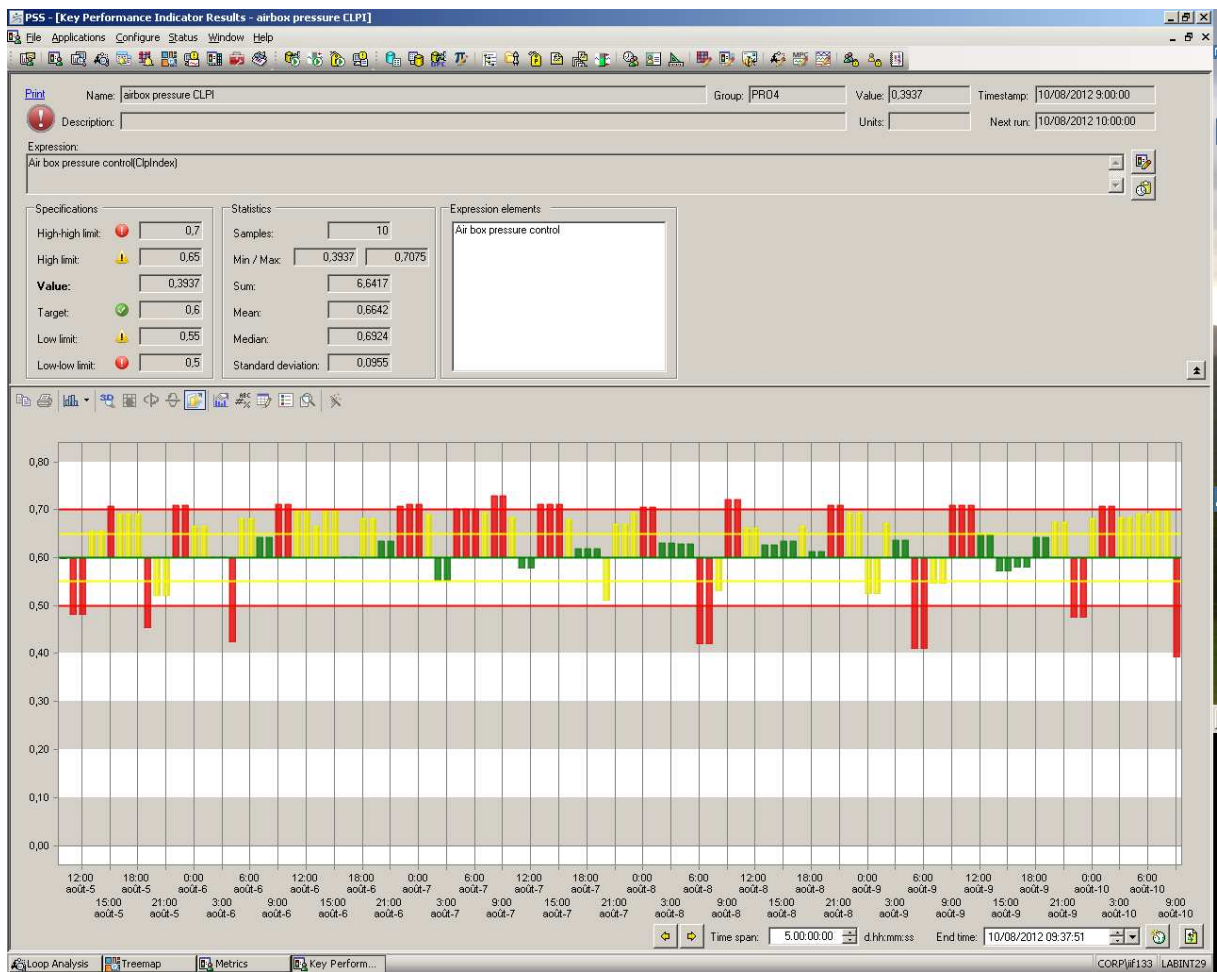 PSS - [Key Performance Indicator Results - airbox pressure CLPI]
File Applications Configure Status Window Help
Print Name: airbox pressure CLPI Group: PRO4 Value: 0,3937 Timestamp: 10/08/2012 9:00:00
Description: Units: Next run: 10/08/2012 10:00:00
Expression:
Air box pressure control(ClpIndex)
Specifications Statistics Expression elements
High-high limit: 0,7 Samples: 10 Air box pressure control
High limit: 0,65 Min / Max: 0,3937 0,7075
Value: 0,3937 Sum: 6,6417
Target: 0,6 Mean: 0,6642
Low limit: 0,55 Median: 0,6924
Low-low limit: 0,5 Standard deviation: 0,0955
0,80
0,70
0,60
0,50
0,40
0,30
0,20
0,10
0,00
12:00 18:00 0:00 6:00 12:00 18:00 0:00 6:00 12:00 18:00 0:00 6:00 12:00 18:00 0:00 6:00 12:00 18:00 0:00 6:00
août-5 août-5 août-6 août-6 août-6 août-6 août-7 août-7 août-7 août-7 août-8 août-8 août-8 août-8 août-9 août-9 août-9 août-9 août-10 août-10
15:00 21:00 3:00 9:00 15:00 21:00 3:00 9:00 15:00 21:00 3:00 9:00 15:00 21:00 3:00 9:00 15:00 21:00 3:00 9:00
août-5 août-5 août-6 août-6 août-6 août-6 août-7 août-7 août-7 août-7 août-8 août-8 août-8 août-8 août-9 août-9 août-9 août-9 août-10 août-10
Time span: 5.00:00:00 d.hh:mm:ss End time: 10/08/2012 09:37:51
Loop Analysis Treemap Metrics Key Perform... CORP\iif133 LABINT29